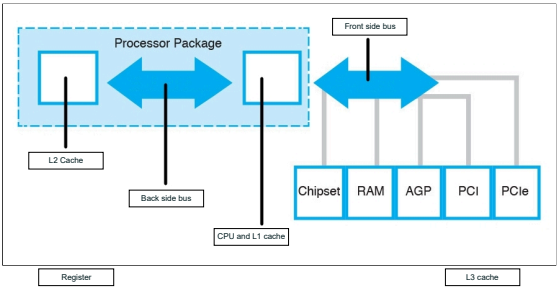 Front side bus
Processor Package
L2 Cache
Back side bus
CPU and L1 cache
Chipset
RAM
AGP
PCI
PCIe
Register
L3 cache